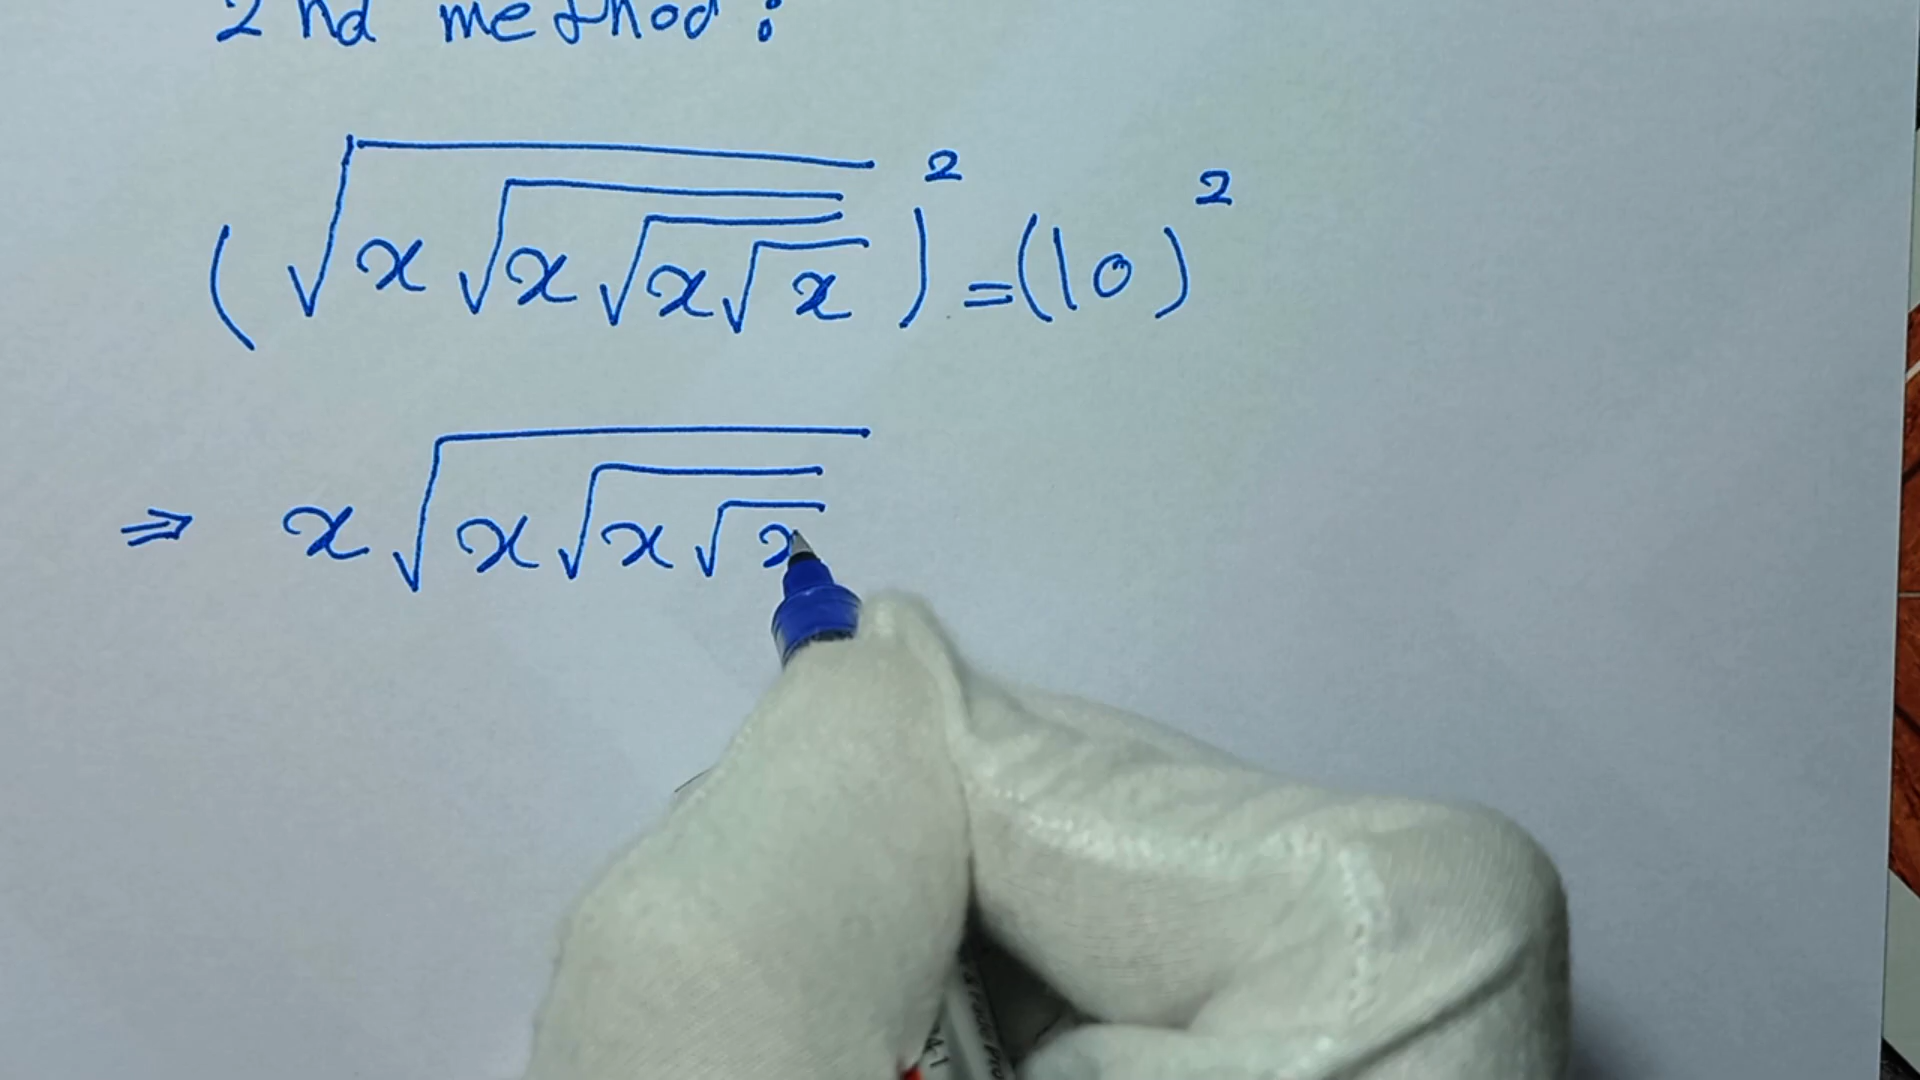 2nd method:
(√(x√(x√(x√x))))² = (10)²
⇒ x√(x√(x√x))